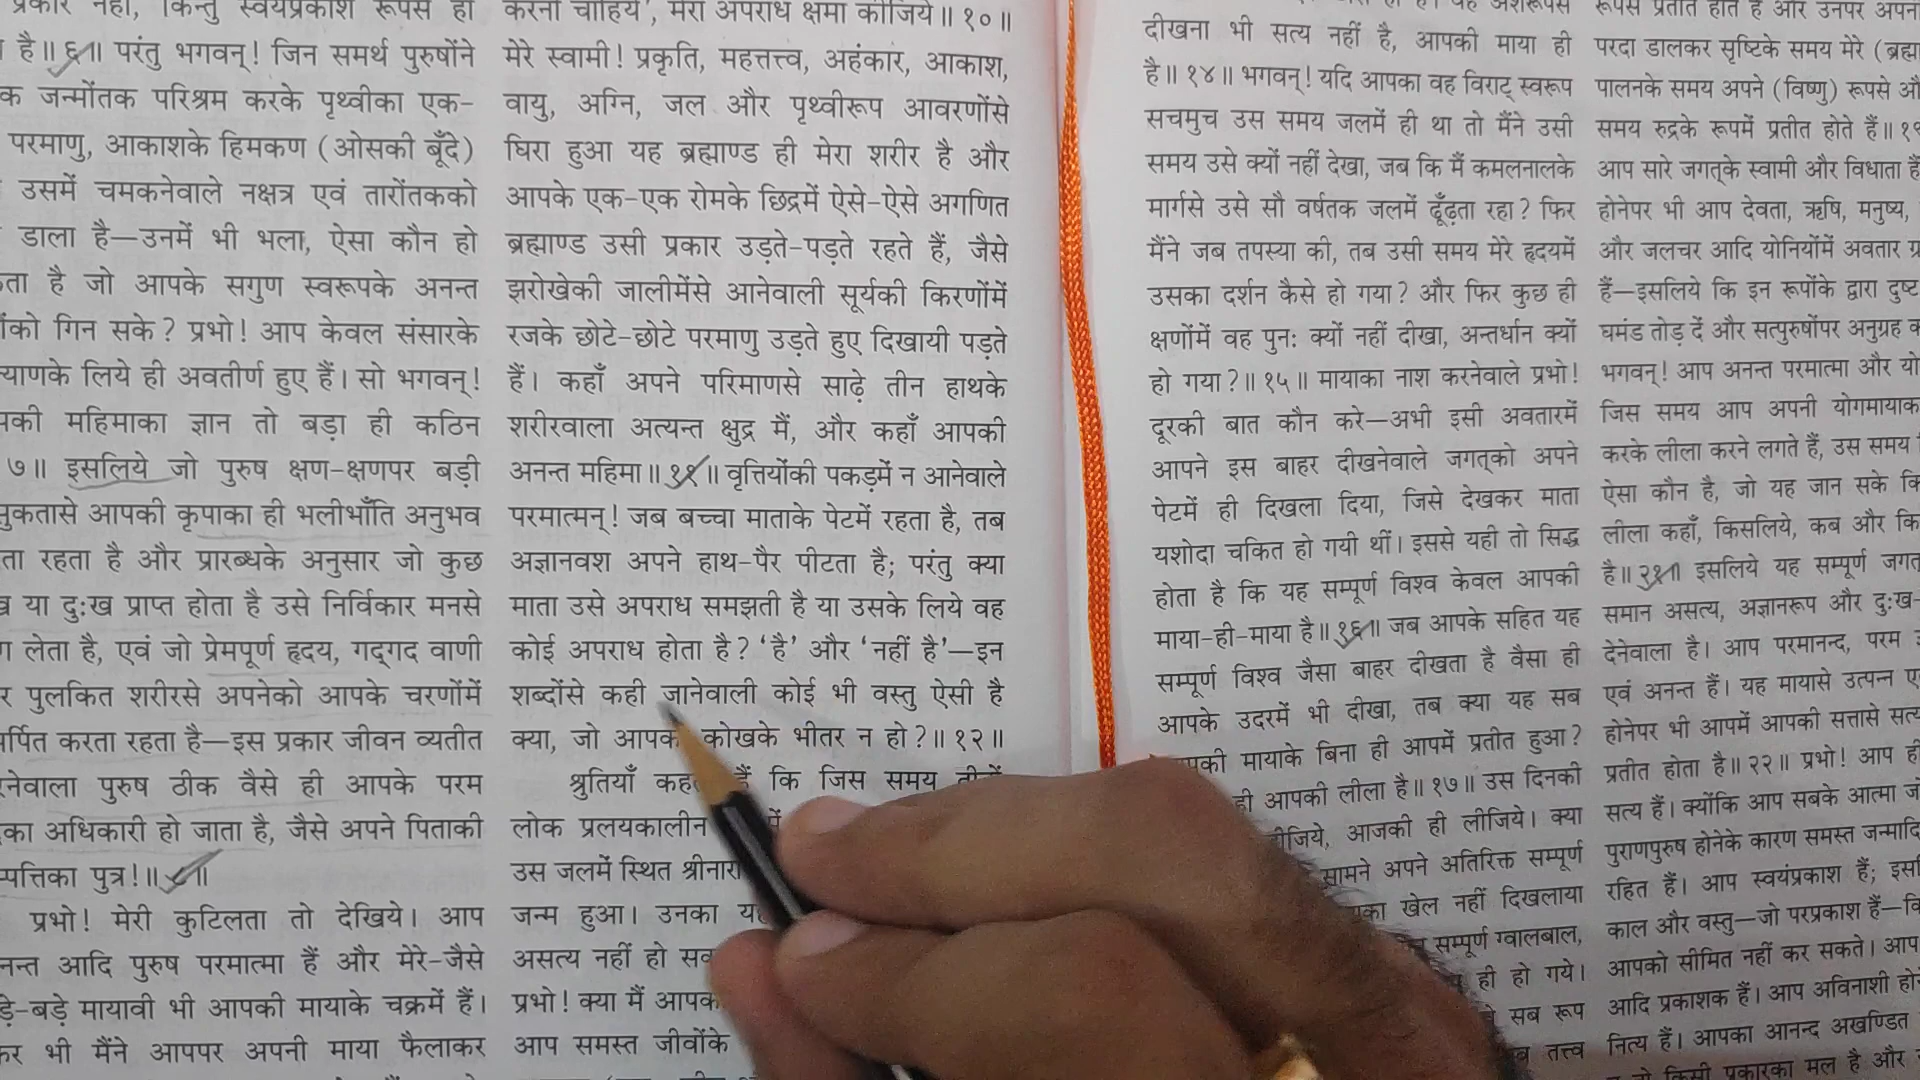 प्रकार नहीं, किन्तु स्वयंप्रकाश रूपसे ही
है॥६॥ परंतु भगवन्! जिन समर्थ पुरुषोंने
क जन्मोंतक परिश्रम करके पृथ्वीका एक-
परमाणु, आकाशके हिमकण (ओसकी बूँदे)
उसमें चमकनेवाले नक्षत्र एवं तारोंतकको
डाला है—उनमें भी भला, ऐसा कौन हो
ता है जो आपके सगुण स्वरूपके अनन्त
को गिन सके? प्रभो! आप केवल संसारके
याणके लिये ही अवतीर्ण हुए हैं। सो भगवन्!
पकी महिमाका ज्ञान तो बड़ा ही कठिन
७॥ इसलिये जो पुरुष क्षण-क्षणपर बड़ी
सुकतासे आपकी कृपाका ही भलीभाँति अनुभव
ता रहता है और प्रारब्धके अनुसार जो कुछ
या दुःख प्राप्त होता है उसे निर्विकार मनसे
लेता है, एवं जो प्रेमपूर्ण हृदय, गद्‍गद वाणी
र पुलकित शरीरसे अपनेको आपके चरणोंमें
र्पित करता रहता है—इस प्रकार जीवन व्यतीत
नेवाला पुरुष ठीक वैसे ही आपके परम
का अधिकारी हो जाता है, जैसे अपने पिताकी
पत्तिका पुत्र!॥८॥
प्रभो! मेरी कुटिलता तो देखिये। आप
नन्त आदि पुरुष परमात्मा हैं और मेरे-जैसे
ड़े-बड़े मायावी भी आपकी मायाके चक्रमें हैं।
कर भी मैंने आपपर अपनी माया फैलाकर
करनी चाहिये, मेरा अपराध क्षमा कीजिये॥१०॥
मेरे स्वामी! प्रकृति, महत्तत्त्व, अहंकार, आकाश,
वायु, अग्नि, जल और पृथ्वीरूप आवरणोंसे
घिरा हुआ यह ब्रह्माण्ड ही मेरा शरीर है और
आपके एक-एक रोमके छिद्रमें ऐसे-ऐसे अगणित
ब्रह्माण्ड उसी प्रकार उड़ते-पड़ते रहते हैं, जैसे
झरोखेकी जालीमेंसे आनेवाली सूर्यकी किरणोंमें
रजके छोटे-छोटे परमाणु उड़ते हुए दिखायी पड़ते
हैं। कहाँ अपने परिमाणसे साढ़े तीन हाथके
शरीरवाला अत्यन्त क्षुद्र मैं, और कहाँ आपकी
अनन्त महिमा॥११॥ वृत्तियोंकी पकड़में न आनेवाले
परमात्मन्! जब बच्चा माताके पेटमें रहता है, तब
अज्ञानवश अपने हाथ-पैर पीटता है; परंतु क्या
माता उसे अपराध समझती है या उसके लिये वह
कोई अपराध होता है? ‘है’ और ‘नहीं है’—इन
शब्दोंसे कही जानेवाली कोई भी वस्तु ऐसी है
क्या, जो आपके कोखके भीतर न हो?॥१२॥
श्रुतियाँ कहती हैं कि जिस समय तीनों
लोक प्रलयकालीन
उस जलमें स्थित
जन्म हुआ। उनका
असत्य नहीं हो
प्रभो! क्या मैं
आप समस्त जीवोंके
दीखना भी सत्य नहीं है, आपकी माया ही
है॥१४॥ भगवन्! यदि आपका वह विराट् स्वरूप
सचमुच उस समय जलमें ही था तो मैंने उसी
समय उसे क्यों नहीं देखा, जब कि मैं कमलनालके
मार्गसे उसे सौ वर्षतक जलमें ढूँढ़ता रहा? फिर
मैंने जब तपस्या की, तब उसी समय मेरे हृदयमें
उसका दर्शन कैसे हो गया? और फिर कुछ ही
क्षणोंमें वह पुनः क्यों नहीं दीखा, अन्तर्धान क्यों
हो गया?॥१५॥ मायाका नाश करनेवाले प्रभो!
दूरकी बात कौन करे—अभी इसी अवतारमें
आपने इस बाहर दीखनेवाले जगत्‌को अपने
पेटमें ही दिखला दिया, जिसे देखकर माता
यशोदा चकित हो गयी थीं। इससे यही तो सिद्ध
होता है कि यह सम्पूर्ण विश्व केवल आपकी
माया-ही-माया है॥१६॥ जब आपके सहित यह
सम्पूर्ण विश्व जैसा बाहर दीखता है वैसा ही
आपके उदरमें भी दीखा, तब क्या यह सब
पकी मायाके बिना ही आपमें प्रतीत हुआ?
ही आपकी लीला है॥१७॥ उस दिनकी
जिये, आजकी ही लीजिये। क्या
सामने अपने अतिरिक्त सम्पूर्ण
का खेल नहीं दिखलाया
सम्पूर्ण ग्वालबाल,
ही हो गये।
सब रूप
तत्त्व
रूपसे प्रतीत होते हैं और उनपर अपनी
परदा डालकर सृष्टिके समय मेरे (ब्रह्मा
पालनके समय अपने (विष्णु) रूपसे औ
समय रुद्रके रूपमें प्रतीत होते हैं॥
आप सारे जगत्‌के स्वामी और विधाता हैं
होनेपर भी आप देवता, ऋषि, मनुष्य,
और जलचर आदि योनियोंमें अवतार
हैं—इसलिये कि इन रूपोंके द्वारा दुष्ट
घमंड तोड़ दें और सत्पुरुषोंपर अनुग्रह
भगवन्! आप अनन्त परमात्मा और यो
जिस समय आप अपनी योगमायाक
करके लीला करने लगते हैं, उस समय
ऐसा कौन है, जो यह जान सके कि
लीला कहाँ, किसलिये, कब और कि
है॥२१॥ इसलिये यह सम्पूर्ण जगत
समान असत्य, अज्ञानरूप और दुःख-
देनेवाला है। आप परमानन्द, परम
एवं अनन्त हैं। यह मायासे उत्पन्न ए
होनेपर भी आपमें आपकी सत्तासे सत्य
प्रतीत होता है॥२२॥ प्रभो! आप ही
सत्य हैं। क्योंकि आप सबके आत्मा जो
पुराणपुरुष होनेके कारण समस्त जन्मादि
रहित हैं। आप स्वयंप्रकाश हैं; इसी
काल और वस्तु—जो परप्रकाश हैं—कि
आपको सीमित नहीं कर सकते। आप
आदि प्रकाशक हैं। आप अविनाशी होने
नित्य हैं। आपका आनन्द अखण्डित
किसी प्रकारका मल है और